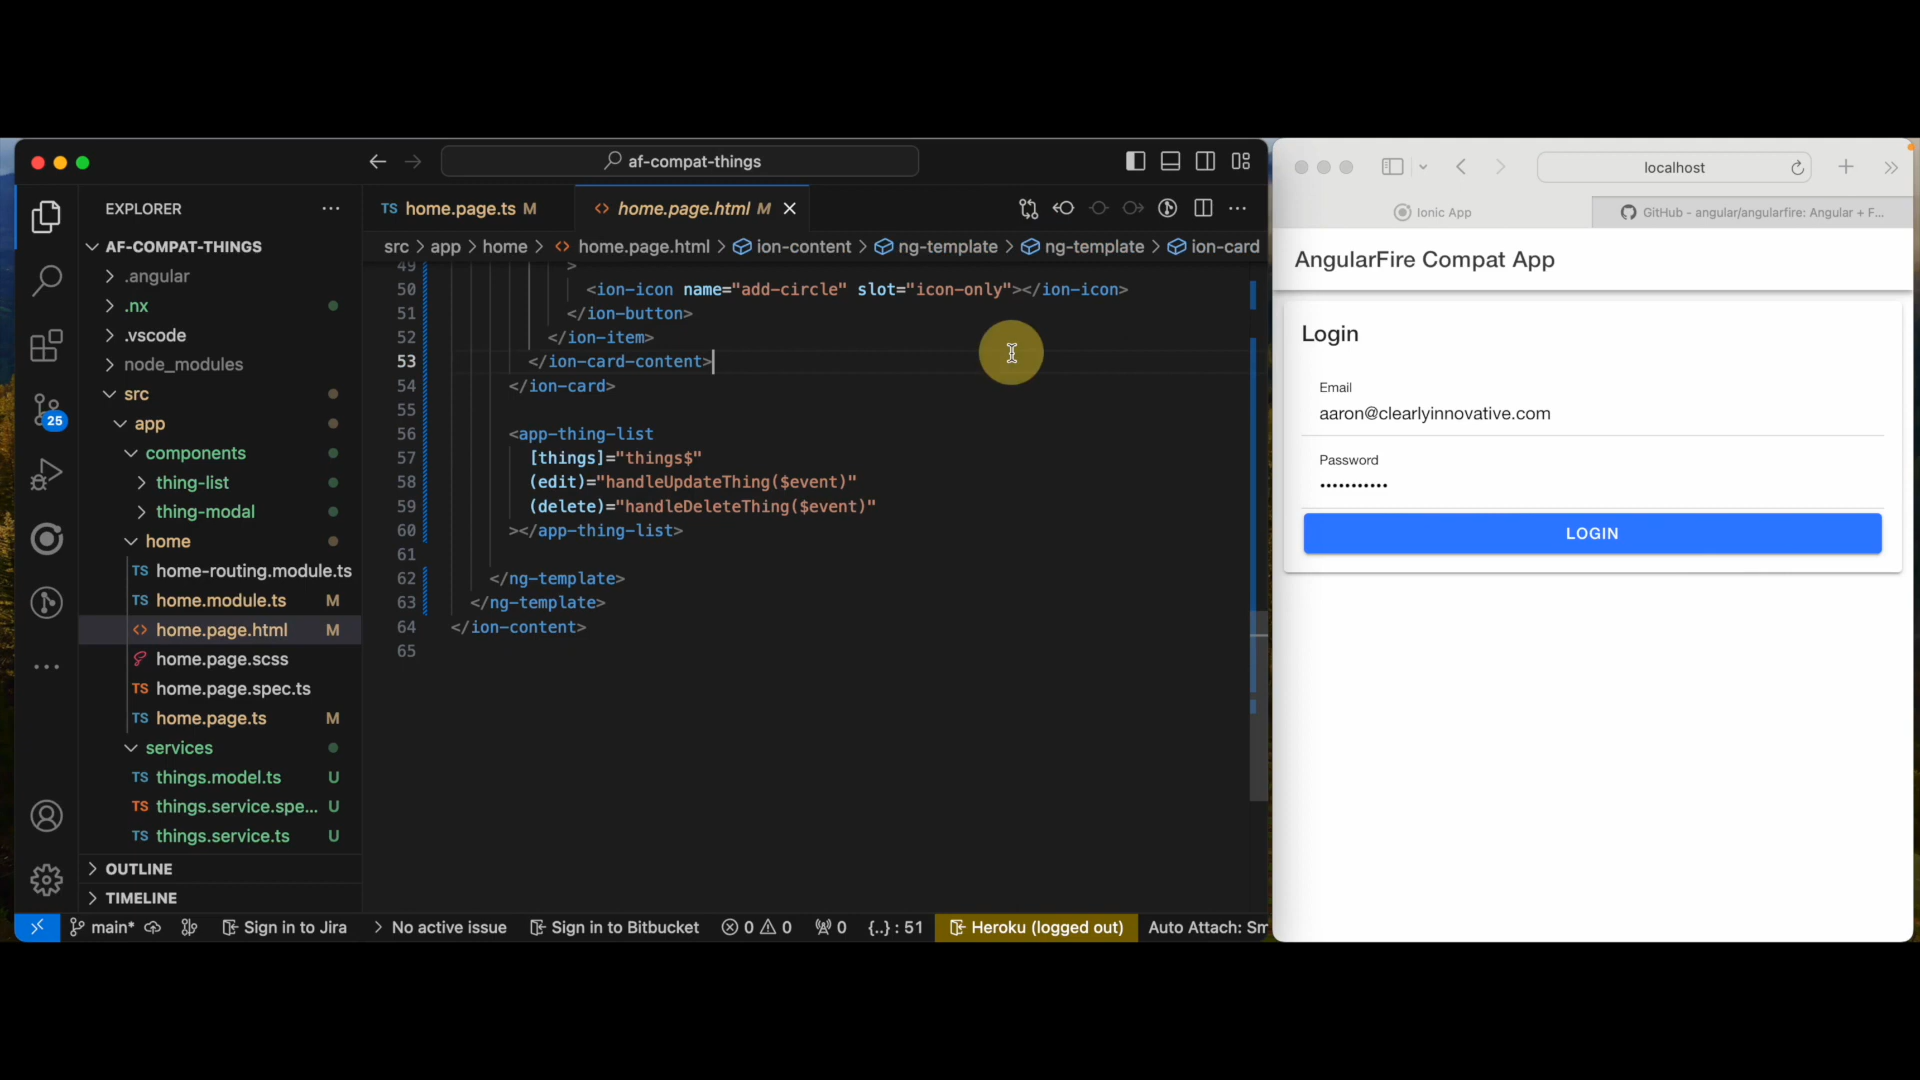 af-compat-things
EXPLORER
AF-COMPAT-THINGS
.angular
.nx
.vscode
node_modules
src
app
components
thing-list
thing-modal
home
TS home-routing.module.ts
TS home.module.ts M
<> home.page.html M
home.page.scss
TS home.page.spec.ts
TS home.page.ts M
services
TS things.model.ts U
TS things.service.spe... U
TS things.service.ts U
OUTLINE
TIMELINE
25
TS home.page.ts M
<> home.page.html M
src > app > home > <> home.page.html > ion-content > ng-template > ng-template > ion-card
49 >
50 <ion-icon name="add-circle" slot="icon-only"></ion-icon>
51 </ion-button>
52 </ion-item>
53 </ion-card-content>
54 </ion-card>
55
56 <app-thing-list
57 [things]="things$"
58 (edit)="handleUpdateThing($event)"
59 (delete)="handleDeleteThing($event)"
60 ></app-thing-list>
61
62 </ng-template>
63 </ng-template>
64 </ion-content>
65
main* Sign in to Jira > No active issue Sign in to Bitbucket 0 0 0 {..} : 51 Heroku (logged out) Auto Attach: Sm
localhost
Ionic App
GitHub - angular/angularfire: Angular + F...
AngularFire Compat App
Login
Email
aaron@clearlyinnovative.com
Password
•••••••••••
LOGIN